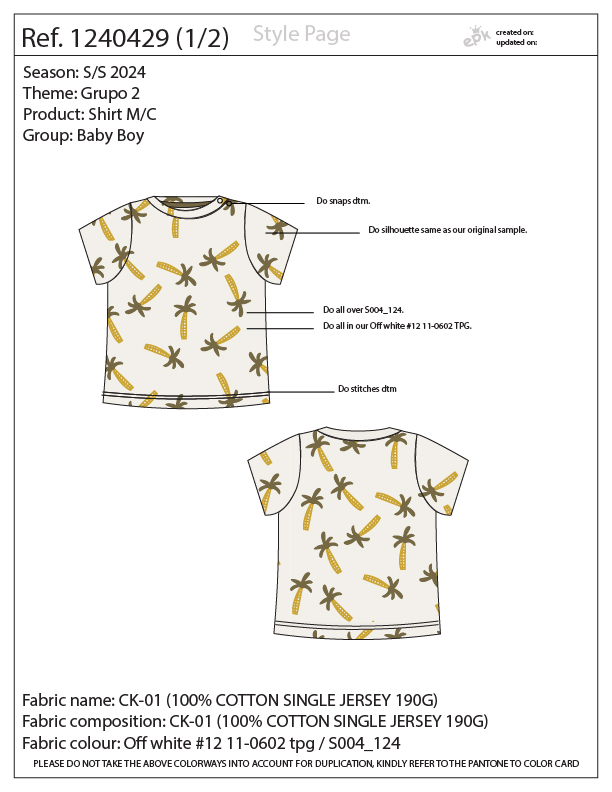 Ref. 1240429 (1/2)
Style Page
epk
created on:
updated on:
Season: S/S 2024
Theme: Grupo 2
Product: Shirt M/C
Group: Baby Boy
Do snaps dtm.
Do silhouette same as our original sample.
Do all over S004_124.
Do all in our Off white #12 11-0602 TPG.
Do stitches dtm
Fabric name: CK-01 (100% COTTON SINGLE JERSEY 190G)
Fabric composition: CK-01 (100% COTTON SINGLE JERSEY 190G)
Fabric colour: Off white #12 11-0602 tpg / S004_124
PLEASE DO NOT TAKE THE ABOVE COLORWAYS INTO ACCOUNT FOR DUPLICATION, KINDLY REFER TO THE PANTONE TO COLOR CARD